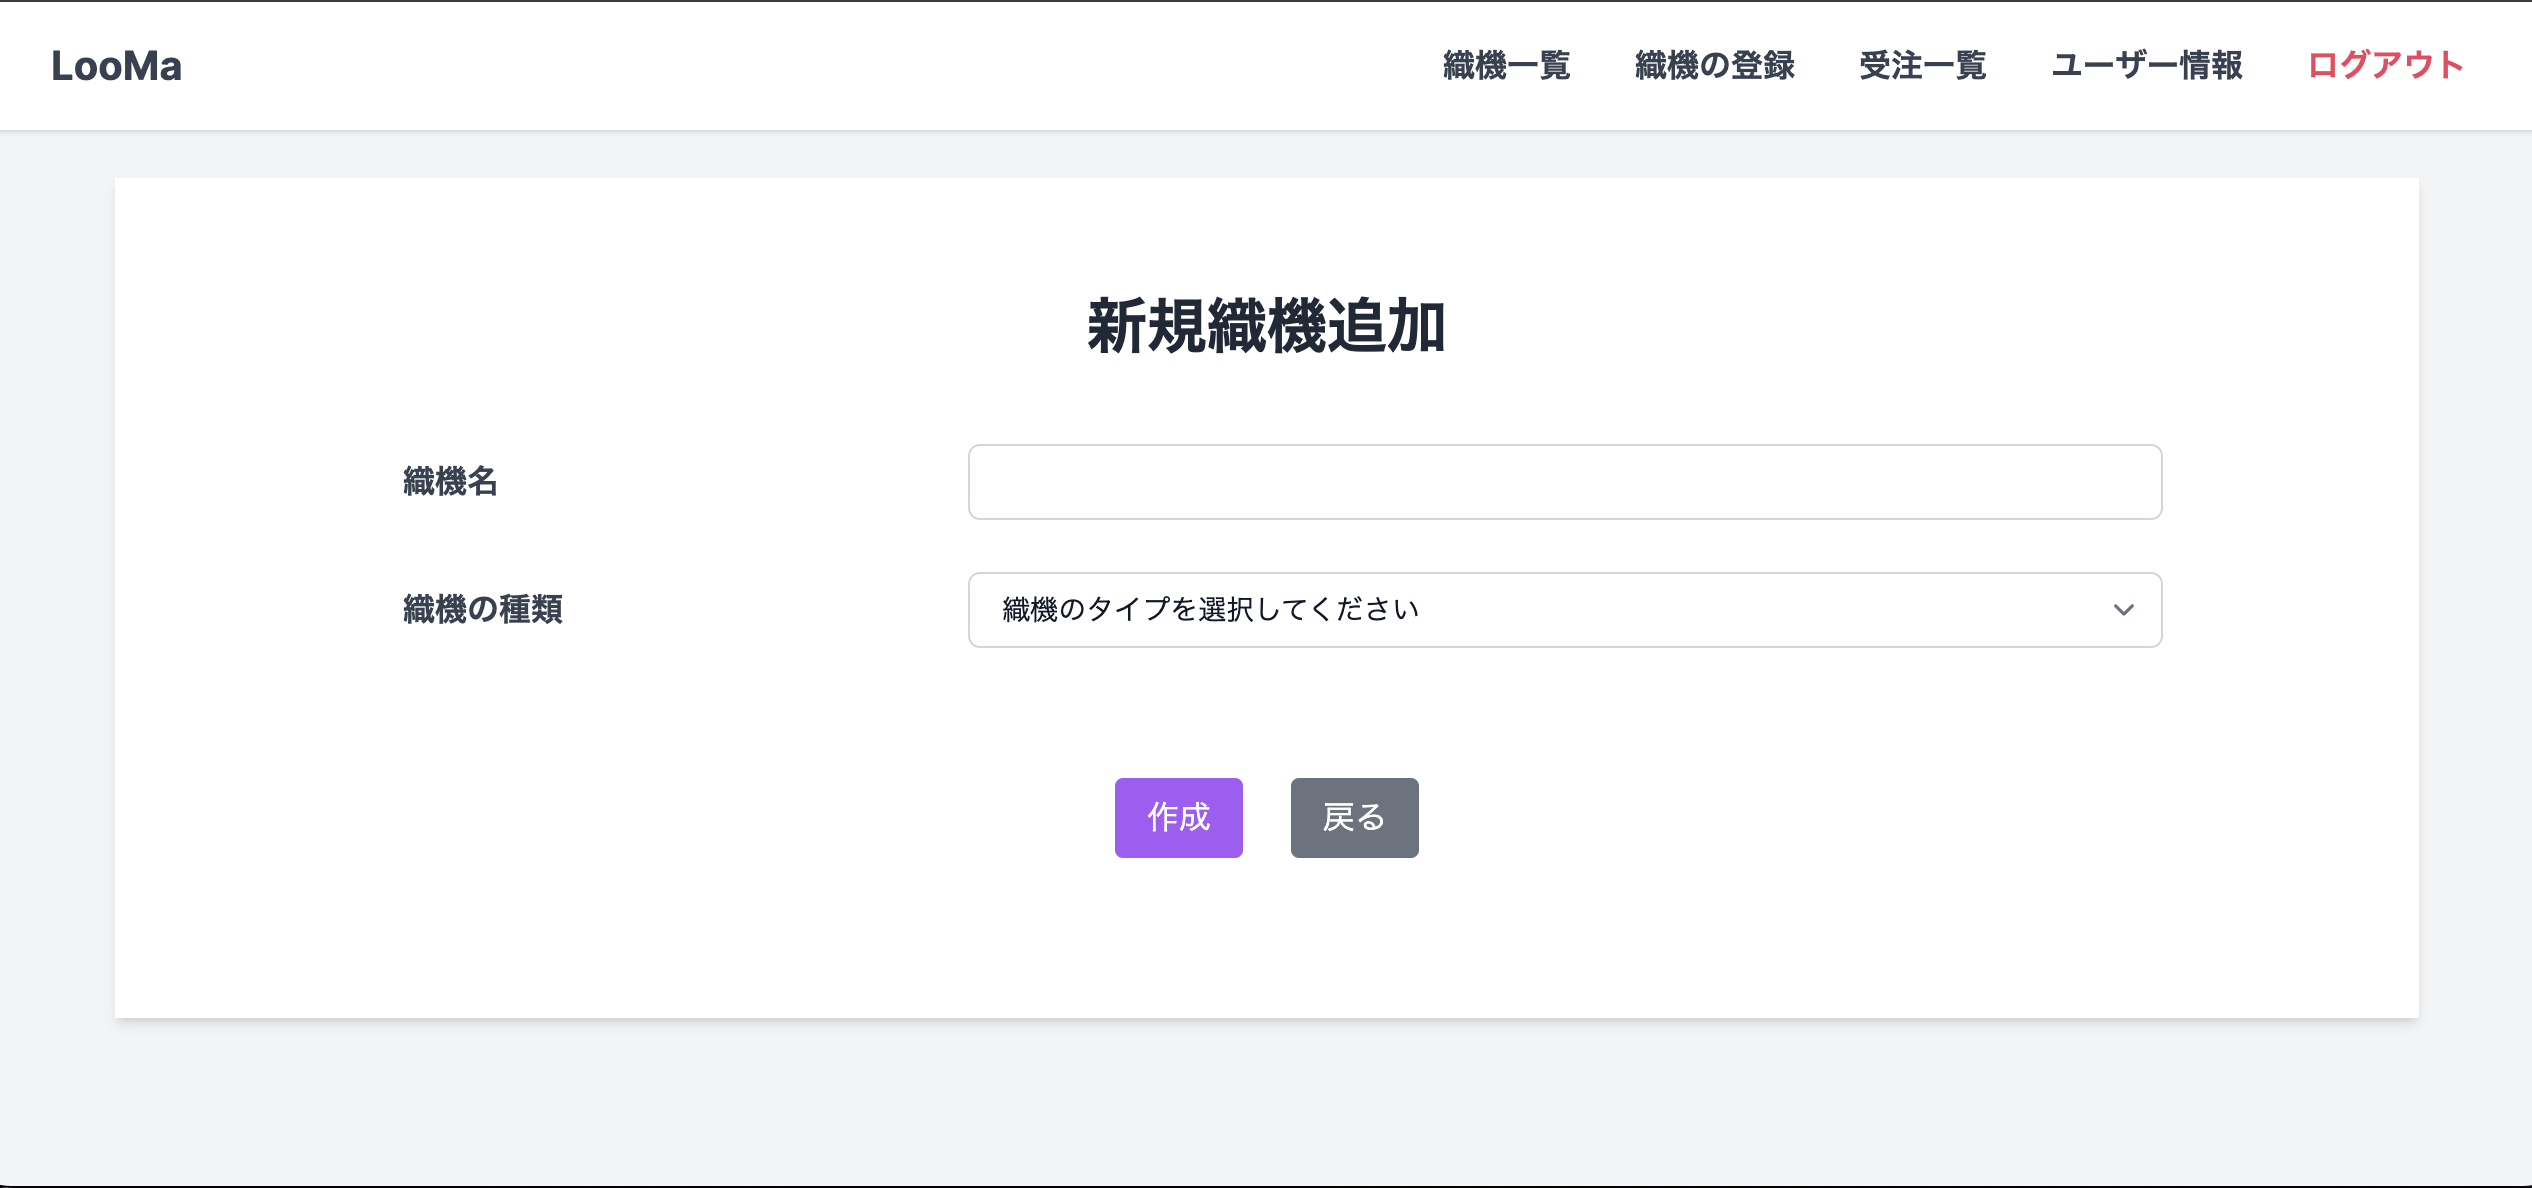 LooMa
織機一覧 織機の登録 受注一覧 ユーザー情報 ログアウト
新規織機追加
織機名
織機の種類 織機のタイプを選択してください
作成 戻る